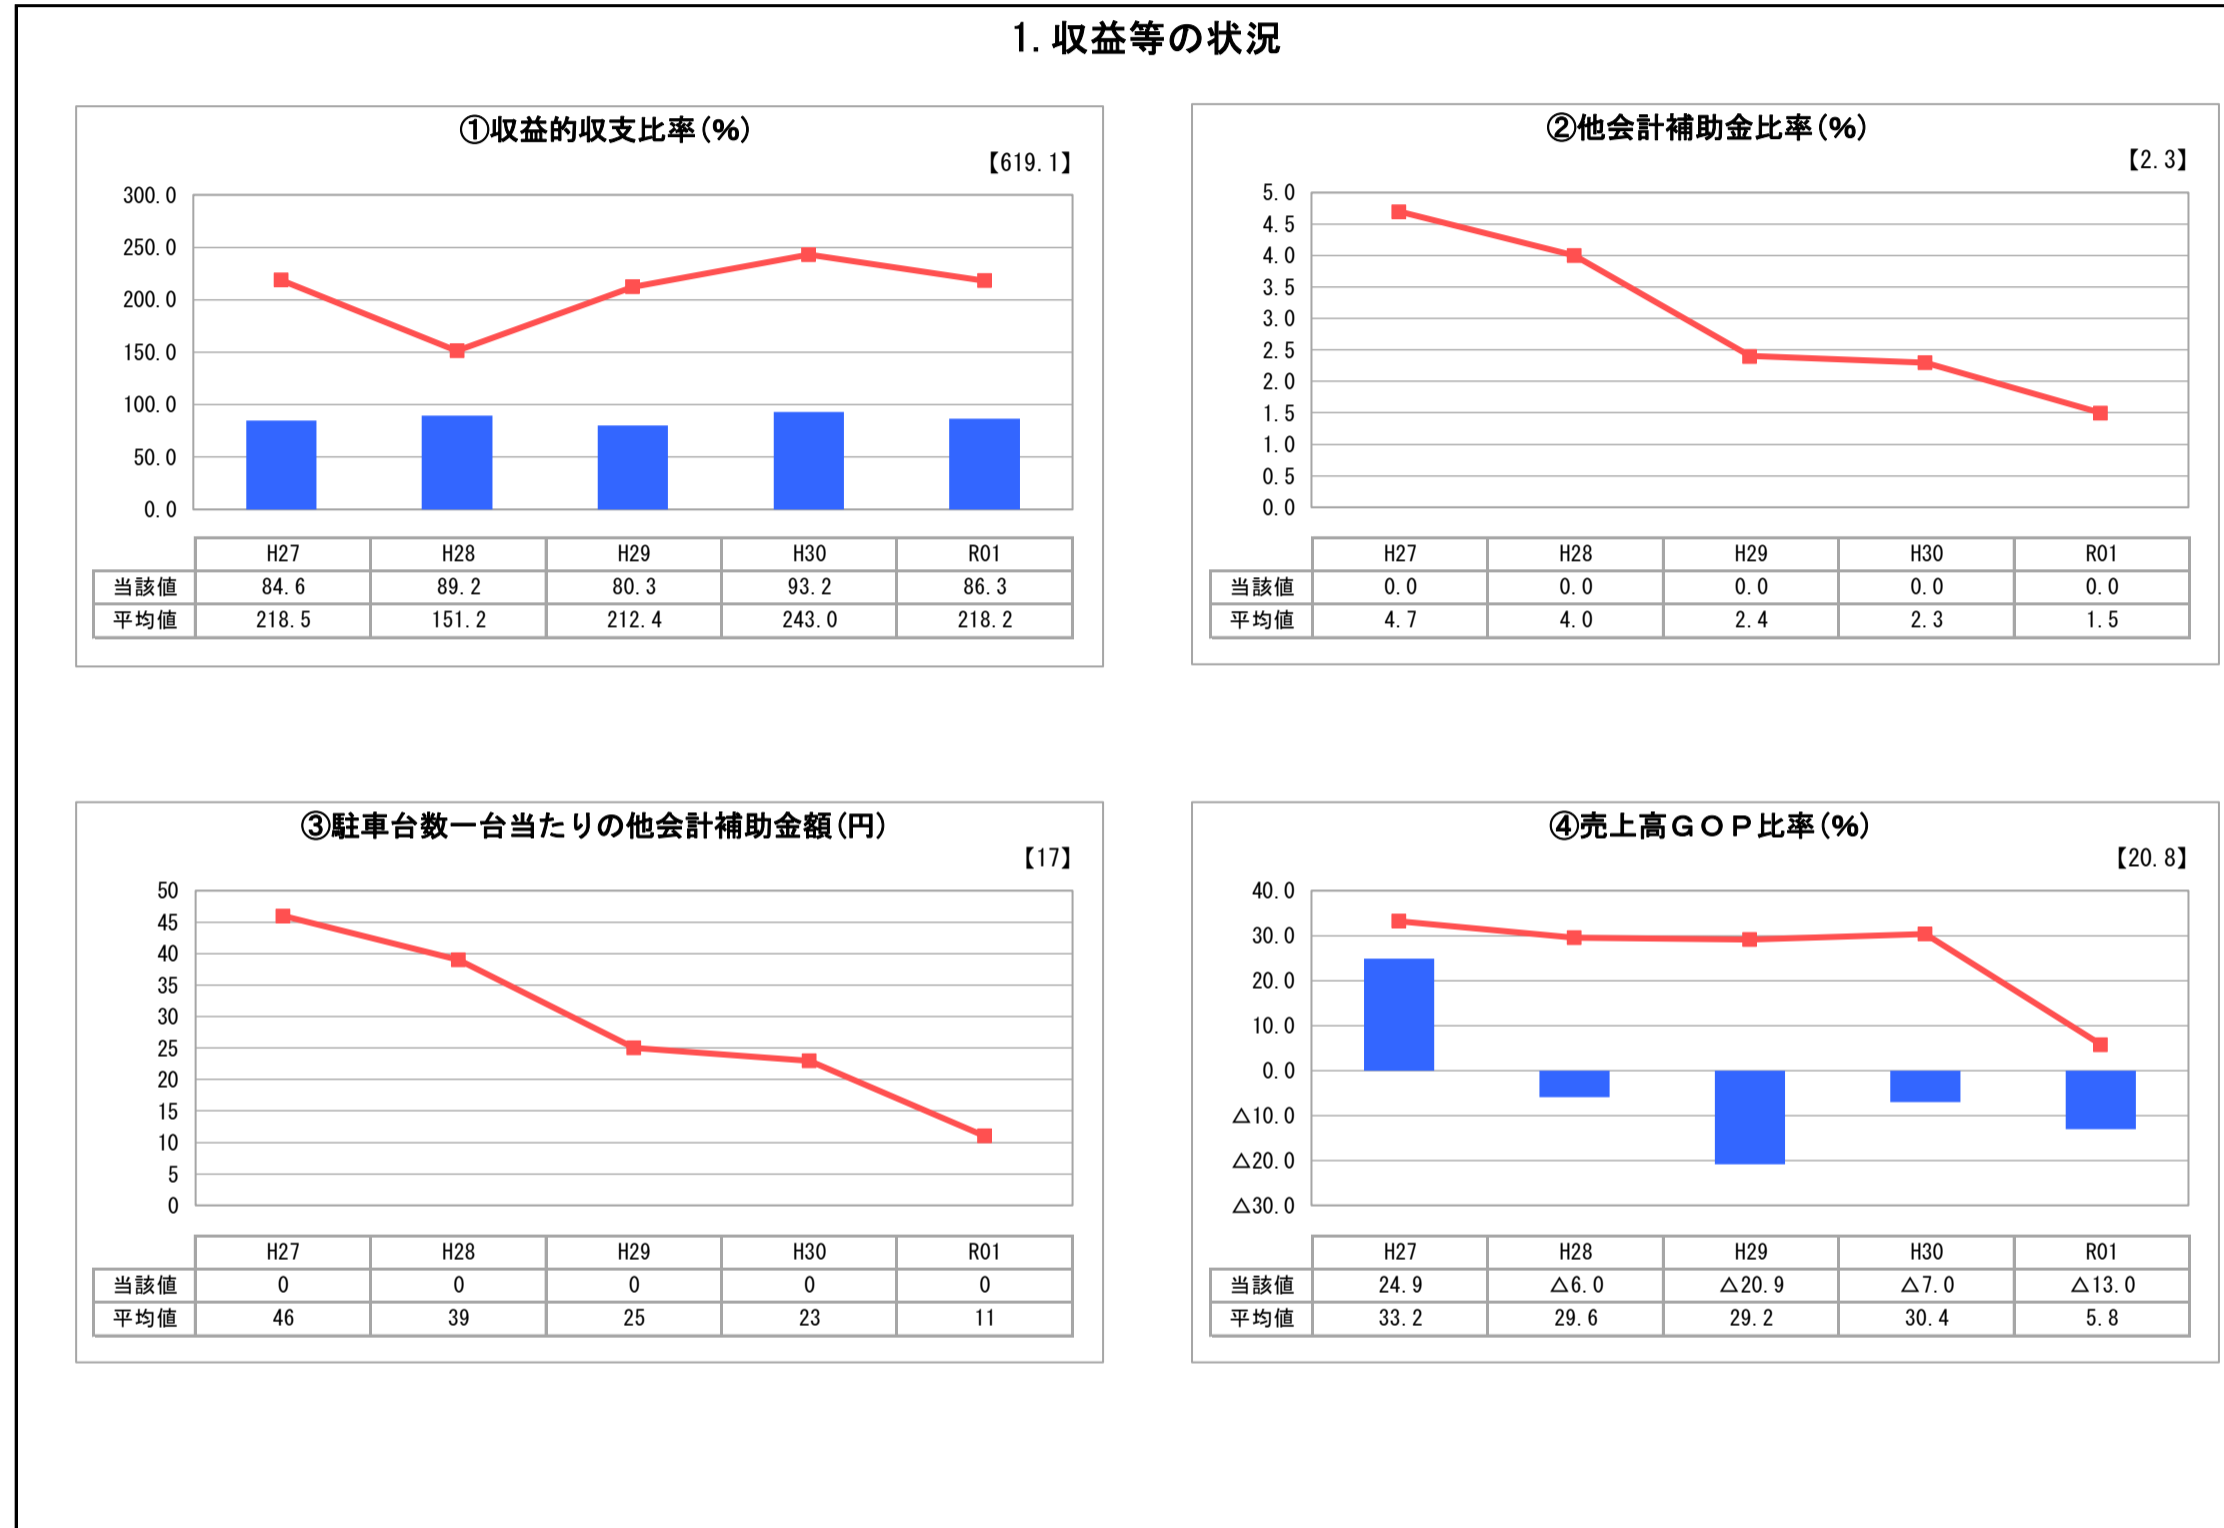 1. 収益等の状況
①収益的収支比率(%)
【619.1】
300.0
250.0
200.0
150.0
100.0
50.0
0.0
H27 H28 H29 H30 R01
当該値 84.6 89.2 80.3 93.2 86.3
平均値 218.5 151.2 212.4 243.0 218.2
②他会計補助金比率(%)
【2.3】
5.0
4.5
4.0
3.5
3.0
2.5
2.0
1.5
1.0
0.5
0.0
H27 H28 H29 H30 R01
当該値 0.0 0.0 0.0 0.0 0.0
平均値 4.7 4.0 2.4 2.3 1.5
③駐車台数一台当たりの他会計補助金額(円)
【17】
50
45
40
35
30
25
20
15
10
5
0
H27 H28 H29 H30 R01
当該値 0 0 0 0 0
平均値 46 39 25 23 11
④売上高GOP比率(%)
【20.8】
40.0
30.0
20.0
10.0
0.0
△10.0
△20.0
△30.0
H27 H28 H29 H30 R01
当該値 24.9 △6.0 △20.9 △7.0 △13.0
平均値 33.2 29.6 29.2 30.4 5.8